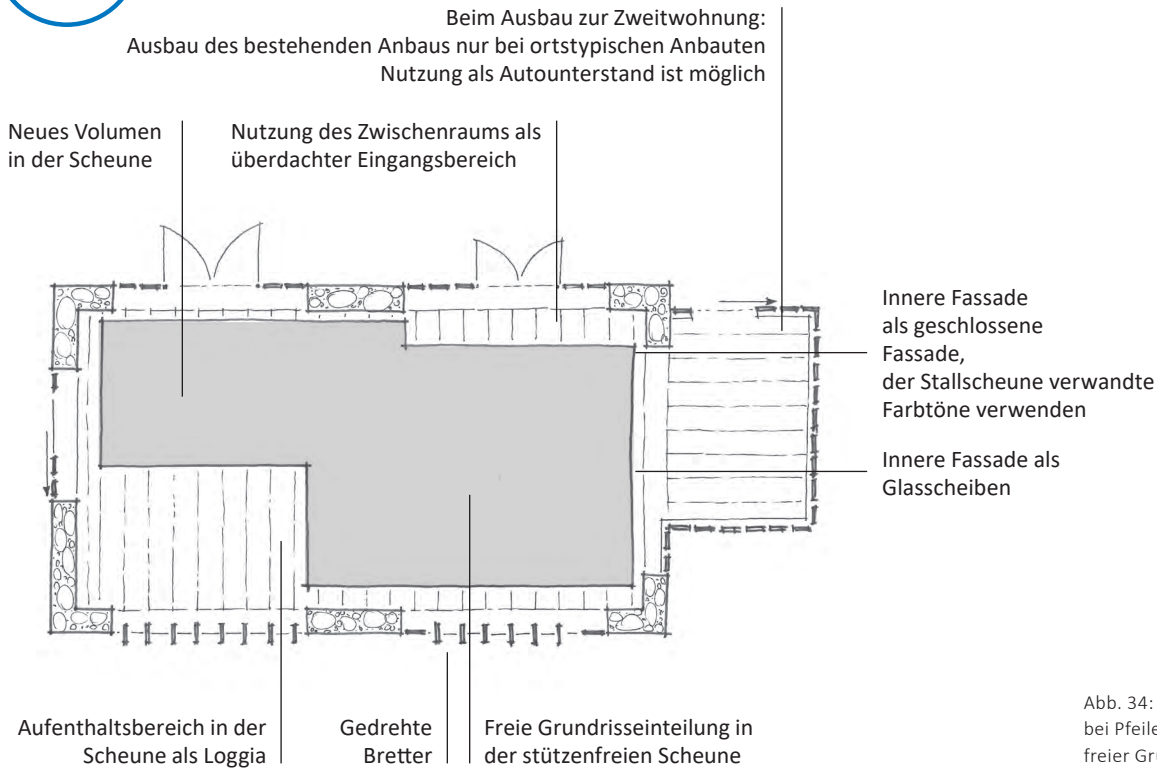 Beim Ausbau zur Zweitwohnung:
Ausbau des bestehenden Anbaus nur bei ortstypischen Anbauten
Nutzung als Autounterstand ist möglich
Neues Volumen
in der Scheune
Nutzung des Zwischenraums als
überdachter Eingangsbereich
Innere Fassade
als geschlossene
Fassade,
der Stallscheune verwandte
Farbtöne verwenden
Innere Fassade als
Glasscheiben
Aufenthaltsbereich in der
Scheune als Loggia
Gedrehte
Bretter
Freie Grundrisseinteilung in
der stützenfreien Scheune
Abb. 34:
bei Pfeile
freier Gru